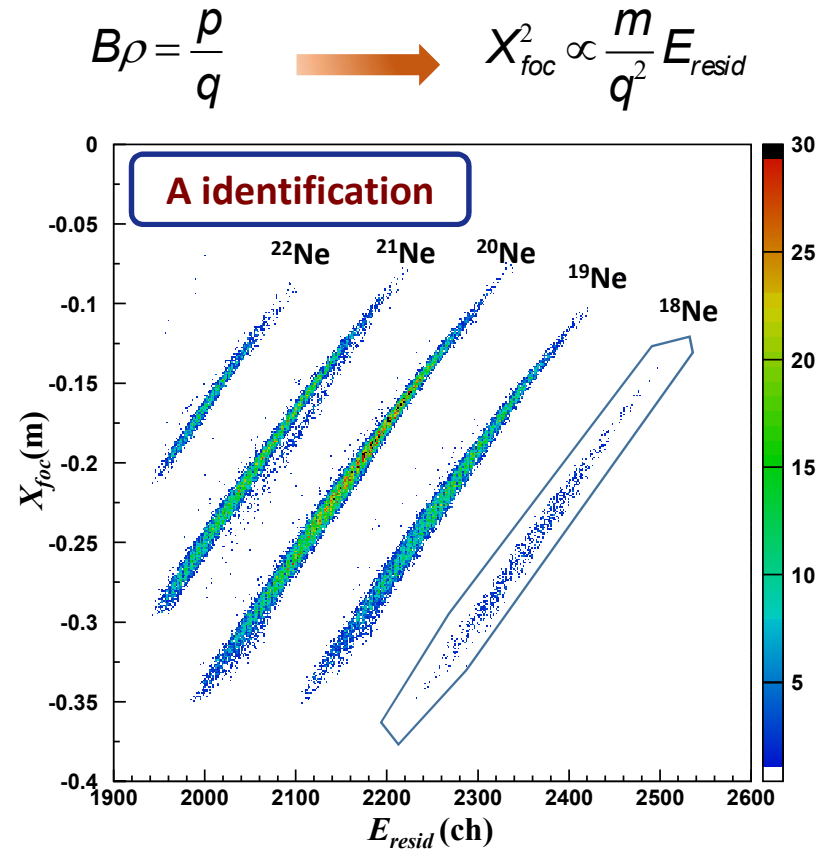 Bρ = p/q X²foc ∝ m/q² Eresid
0
30
A identification
-0.05
²²Ne ²¹Ne ²⁰Ne ¹⁹Ne ¹⁸Ne
25
-0.1
-0.15
20
-0.2
15
Xfoc(m)
-0.25
10
-0.3
5
-0.35
-0.4
1900 2000 2100 2200 2300 2400 2500 2600
Eresid (ch)